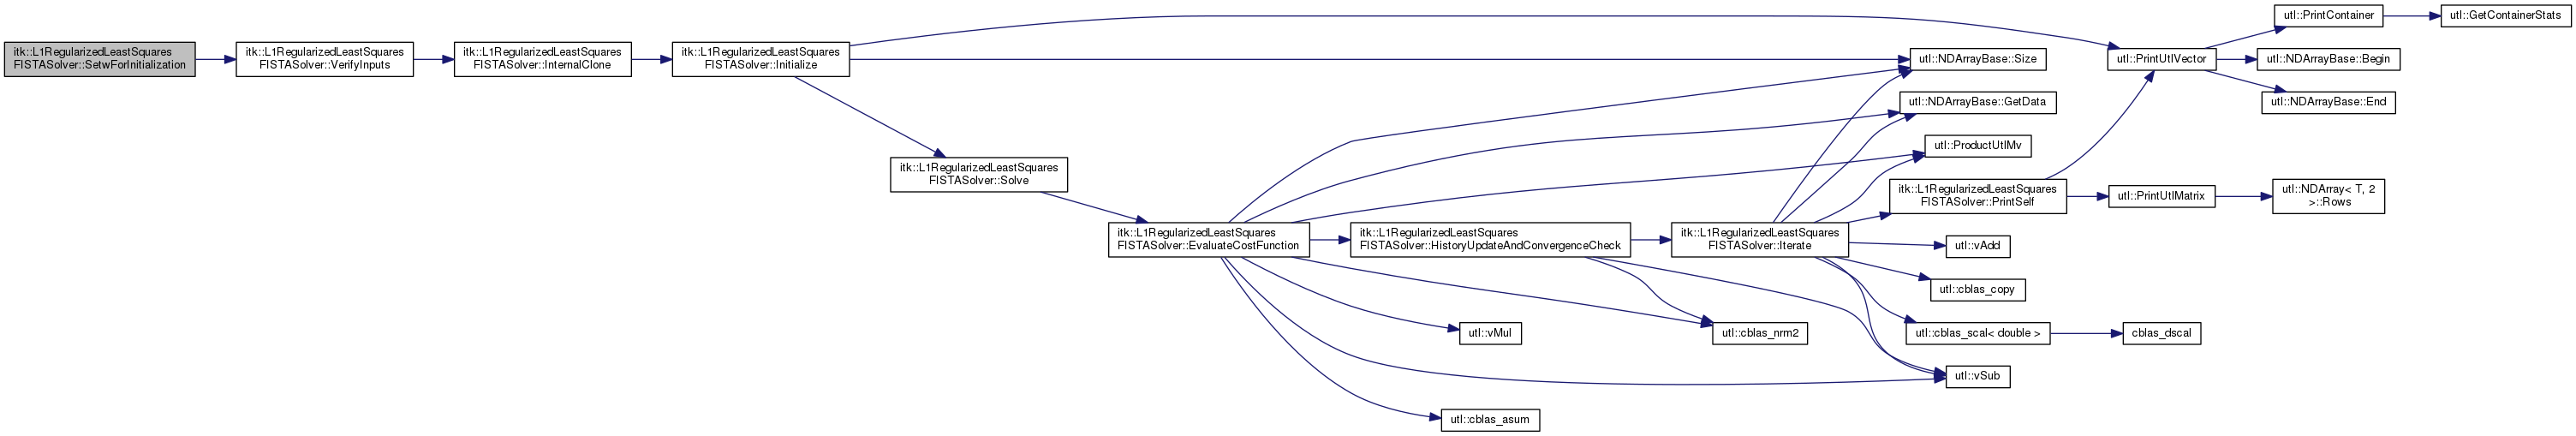 itk::L1RegularizedLeastSquares
FISTASolver::SetwForInitialization
itk::L1RegularizedLeastSquares
FISTASolver::VerifyInputs
itk::L1RegularizedLeastSquares
FISTASolver::InternalClone
itk::L1RegularizedLeastSquares
FISTASolver::Initialize
itk::L1RegularizedLeastSquares
FISTASolver::Solve
itk::L1RegularizedLeastSquares
FISTASolver::EvaluateCostFunction
itk::L1RegularizedLeastSquares
FISTASolver::HistoryUpdateAndConvergenceCheck
utl::vMul
utl::cblas_asum
utl::cblas_nrm2
itk::L1RegularizedLeastSquares
FISTASolver::Iterate
utl::NDArrayBase::Size
utl::NDArrayBase::GetData
utl::ProductUtlMv
itk::L1RegularizedLeastSquares
FISTASolver::PrintSelf
utl::vAdd
utl::cblas_copy
utl::cblas_scal< double >
utl::vSub
utl::PrintUtlVector
utl::PrintUtlMatrix
cblas_dscal
utl::PrintContainer
utl::NDArrayBase::Begin
utl::NDArrayBase::End
utl::NDArray< T, 2
>::Rows
utl::GetContainerStats